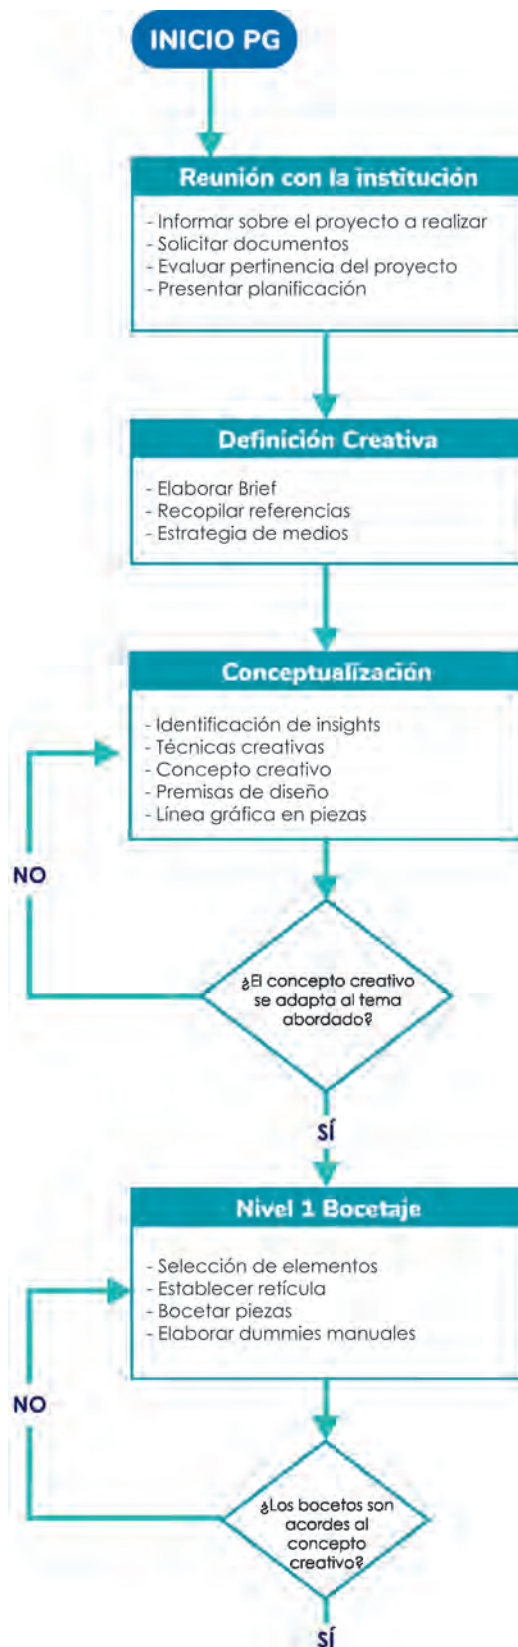 INICIO PG
Reunión con la institución
- Informar sobre el proyecto a realizar
- Solicitar documentos
- Evaluar pertinencia del proyecto
- Presentar planificación
Definición Creativa
- Elaborar Brief
- Recopilar referencias
- Estrategia de medios
Conceptualización
- Identificación de insights
- Técnicas creativas
- Concepto creativo
- Premisas de diseño
- Línea gráfica en piezas
NO
¿El concepto creativo
se adapta al tema
abordado?
SÍ
Nivel 1 Bocetaje
- Selección de elementos
- Establecer retícula
- Bocetar piezas
- Elaborar dummies manuales
NO
¿Los bocetos son
acordes al
concepto
creativo?
SÍ